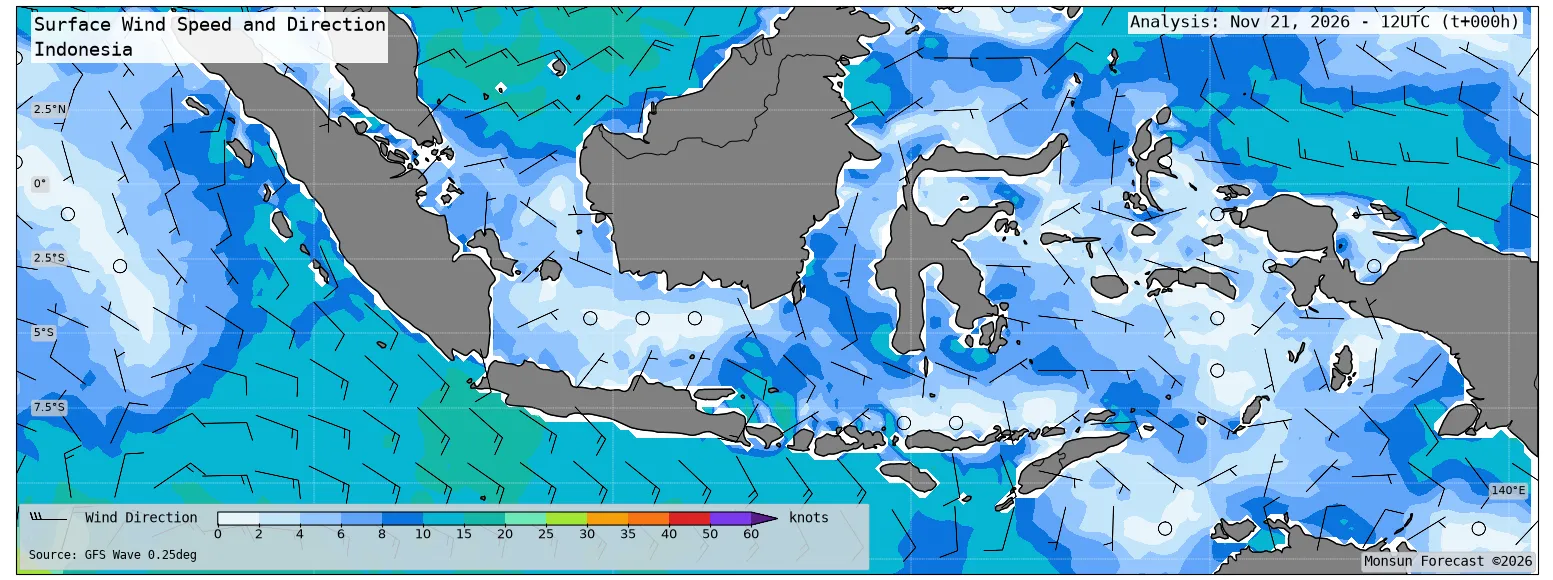 Surface Wind Speed and Direction
Indonesia
Analysis: Nov 21, 2026 - 12UTC (t+000h)
2.5°N
0°
2.5°S
5°S
7.5°S
140°E
Wind Direction
0 2 4 6 8 10 15 20 25 30 35 40 50 60
knots
Source: GFS Wave 0.25deg
Monsun Forecast ©2026